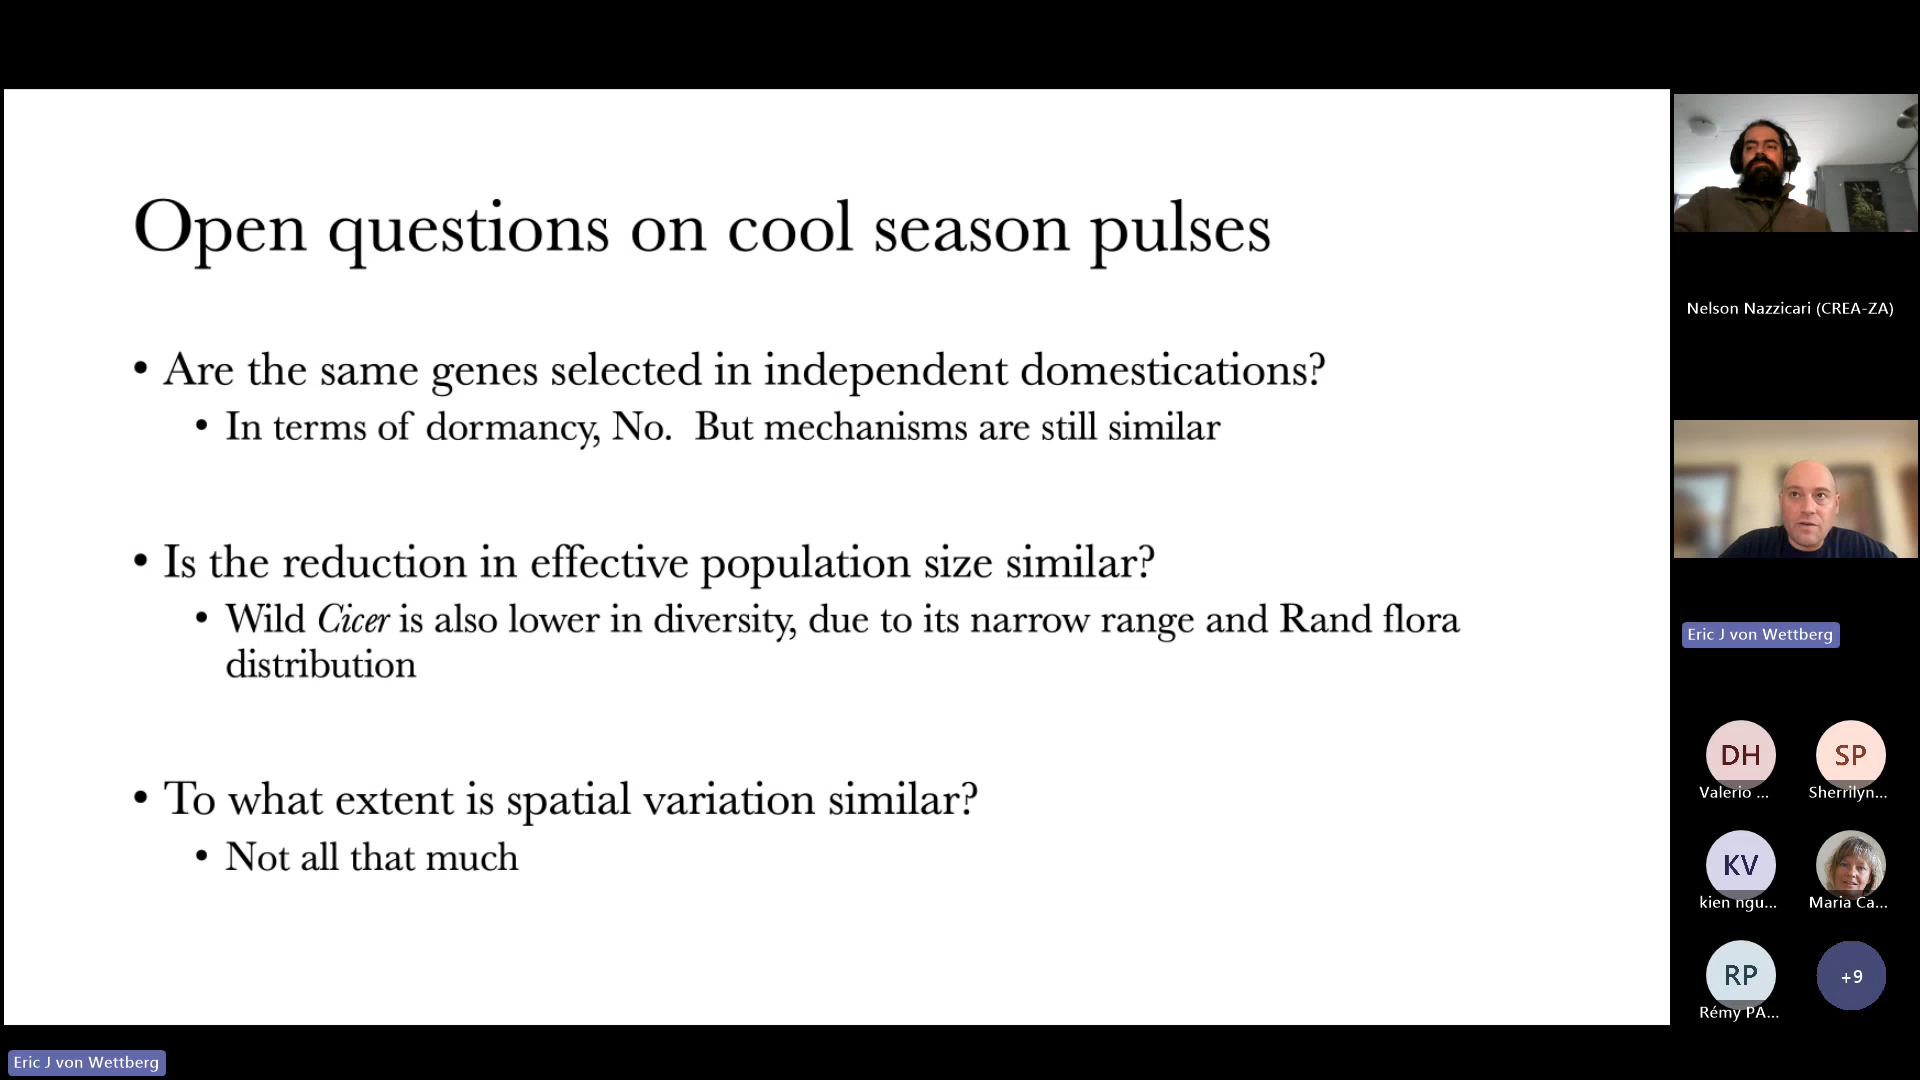 Open questions on cool season pulses
• Are the same genes selected in independent domestications?
• In terms of dormancy, No.  But mechanisms are still similar
• Is the reduction in effective population size similar?
• Wild Cicer is also lower in diversity, due to its narrow range and Rand flora
distribution
• To what extent is spatial variation similar?
• Not all that much
Nelson Nazzicari (CREA-ZA)
Eric J von Wettberg
DH
SP
Valerio ...
Sherrilyn...
KV
kien ngu...
Maria Ca...
RP
+9
Rémy PA...
Eric J von Wettberg